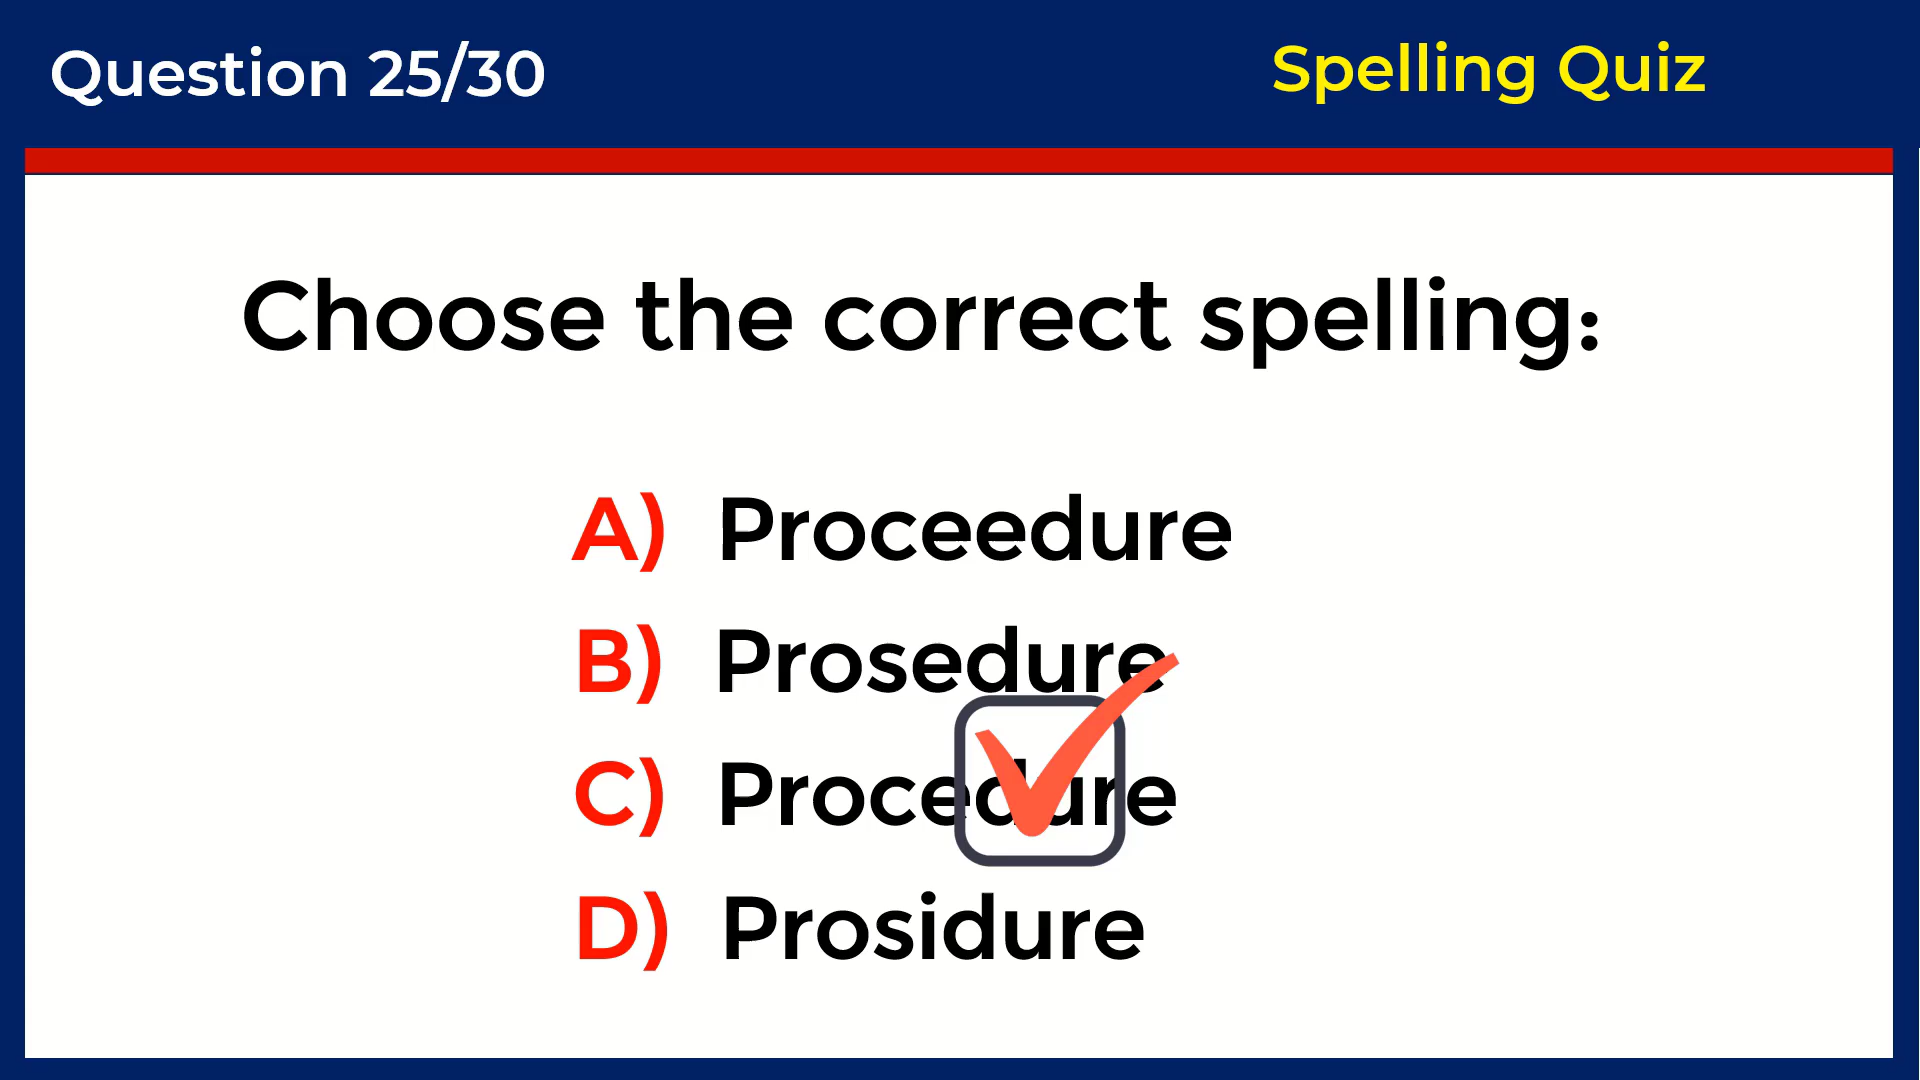 Question 25/30
Spelling Quiz
Choose the correct spelling:
A) Proceedure
B) Prosedure
C) Procedure
D) Prosidure